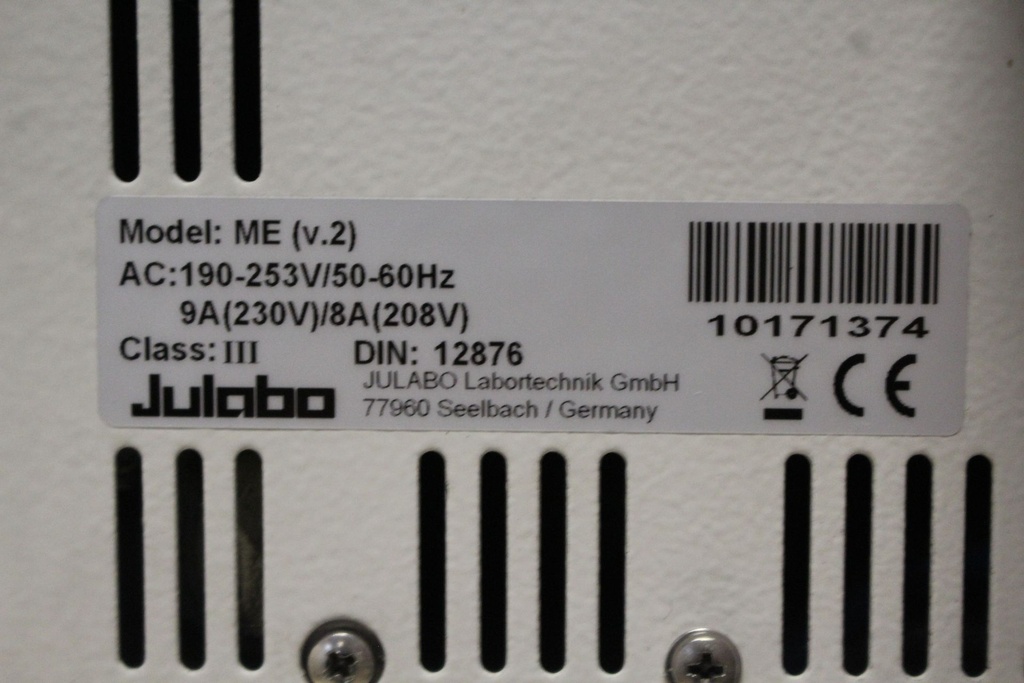 Model: ME (v.2)
AC:190-253V/50-60Hz
9A(230V)/8A(208V)
Class: III DIN: 12876
Julabo
JULABO Labortechnik GmbH
77960 Seelbach / Germany
10171374
CE